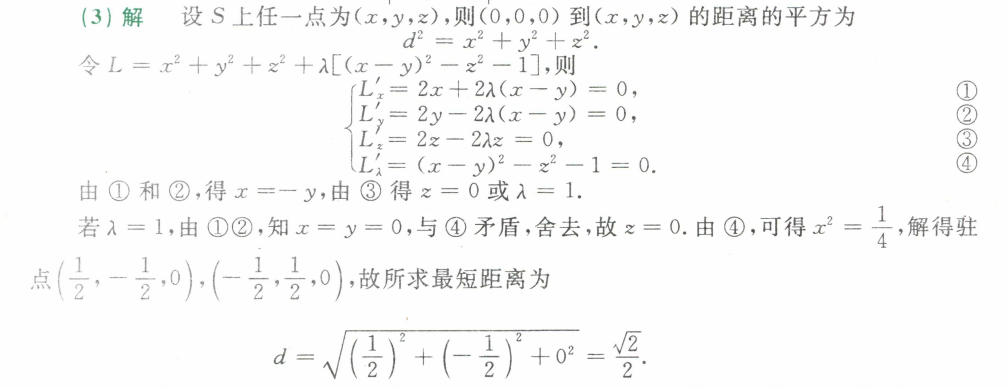 (3) 解 设 S 上任一点为(x,y,z),则(0,0,0) 到(x,y,z) 的距离的平方为
d² = x² + y² + z².
令 L = x² + y² + z² + λ[(x − y)² − z² − 1],则
L′ₓ = 2x + 2λ(x − y) = 0, ①
L′_y = 2y − 2λ(x − y) = 0, ②
L′_z = 2z − 2λz = 0, ③
L′_λ = (x − y)² − z² − 1 = 0. ④
由 ① 和 ②,得 x = − y,由 ③ 得 z = 0 或 λ = 1.
若 λ = 1,由 ①②,知 x = y = 0,与 ④ 矛盾,舍去,故 z = 0. 由 ④,可得 x² = 1/4,解得驻
点(1/2, −1/2, 0), (−1/2, 1/2, 0),故所求最短距离为
d = √((1/2)² + (−1/2)² + 0²) = √2/2.